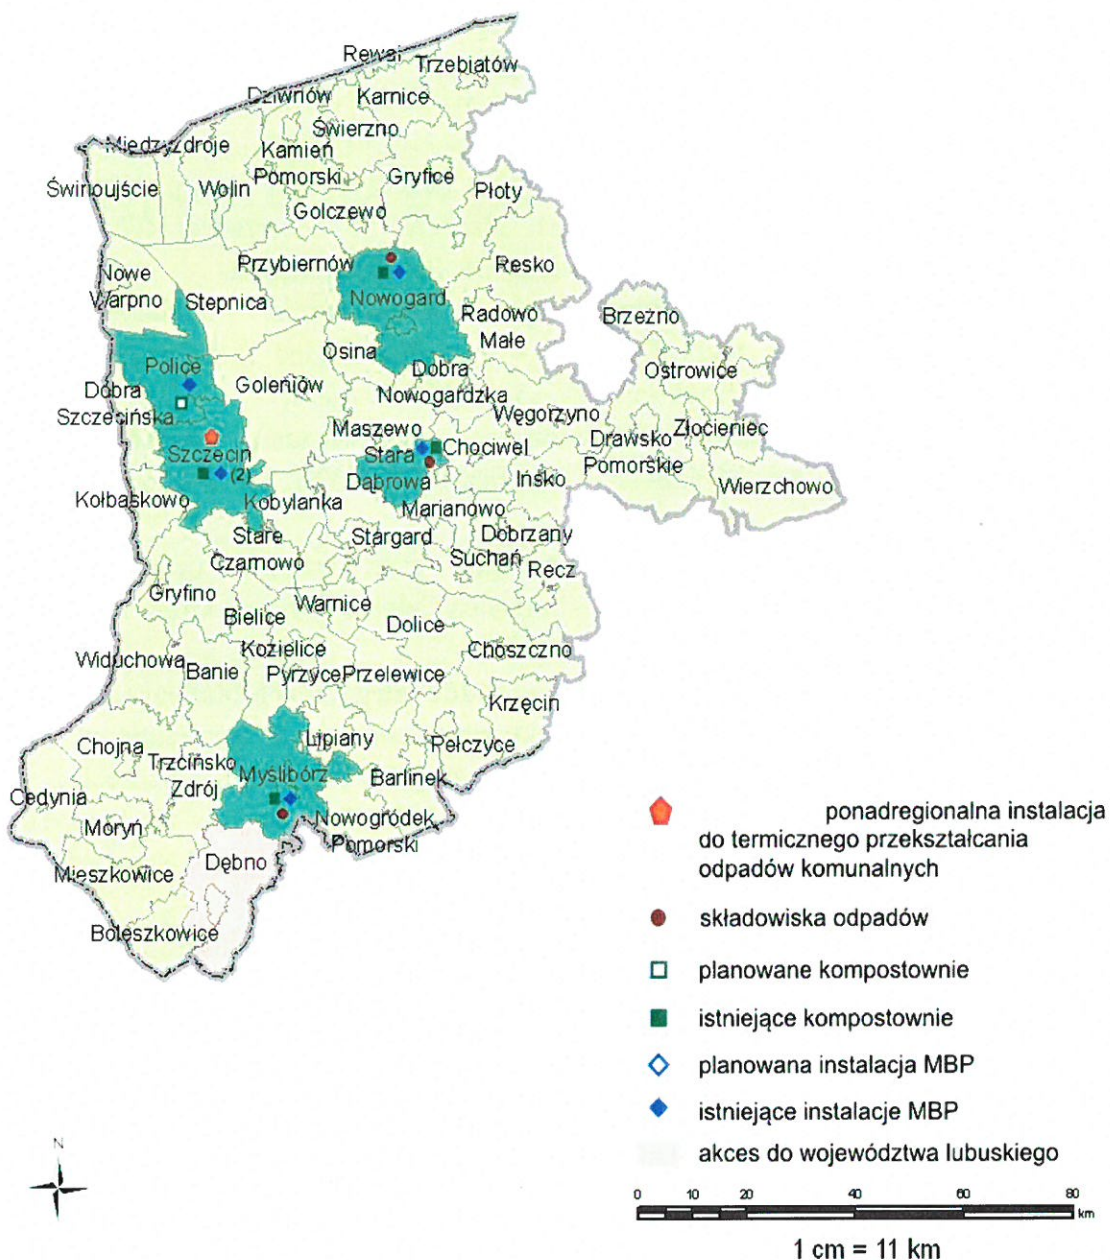 Rewal
Trzebiatów
Dziwnów
Karnice
Świerzno
Międzyzdroje
Kamień
Pomorski
Gryfice
Świnoujście
Wolin
Płoty
Golczewo
Przybiernów
Resko
Nowe
Warpno
Stepnica
Nowogard
Radowo
Małe
Brzeżno
Osina
Police
Dobra
Nowogardzka
Ostrowice
Goleniów
Dobra
Szczecińska
Węgorzyno
Maszewo
Złocieniec
Drawsko
Pomorskie
Szczecin
Stara
Dąbrowa
Chociwel
(2)
Ińsko
Wierzchowo
Kołbaskowo
Kobylanka
Marianowo
Stare
Czarnowo
Stargard
Dobrzany
Suchań
Recz
Gryfino
Warnice
Bielice
Dolice
Kozielice
Choszczno
Widuchowa
Banie
Pyrzyce
Przelewice
Krzęcin
Lipiany
Pełczyce
Chojna
Trzcińsko
Zdrój
Myślibórz
Barlinek
Cedynia
Moryń
Nowogródek
Pomorski
Dębno
Mieszkowice
Boleszkowice
ponadregionalna instalacja
do termicznego przekształcania
odpadów komunalnych
składowiska odpadów
planowane kompostownie
istniejące kompostownie
planowana instalacja MBP
istniejące instalacje MBP
akces do województwa lubuskiego
N
0 20 40 60 80
km
1 cm = 11 km